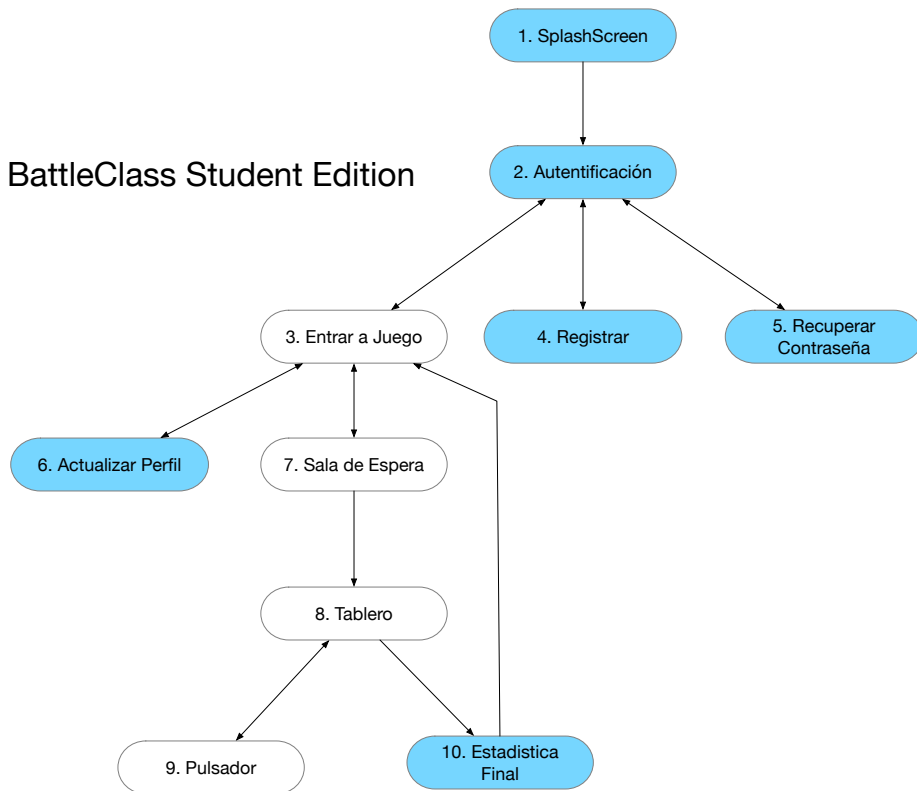 1. SplashScreen
BattleClass Student Edition
2. Autentificación
3. Entrar a Juego
4. Registrar
5. Recuperar
Contraseña
6. Actualizar Perfil
7. Sala de Espera
8. Tablero
9. Pulsador
10. Estadistica
Final